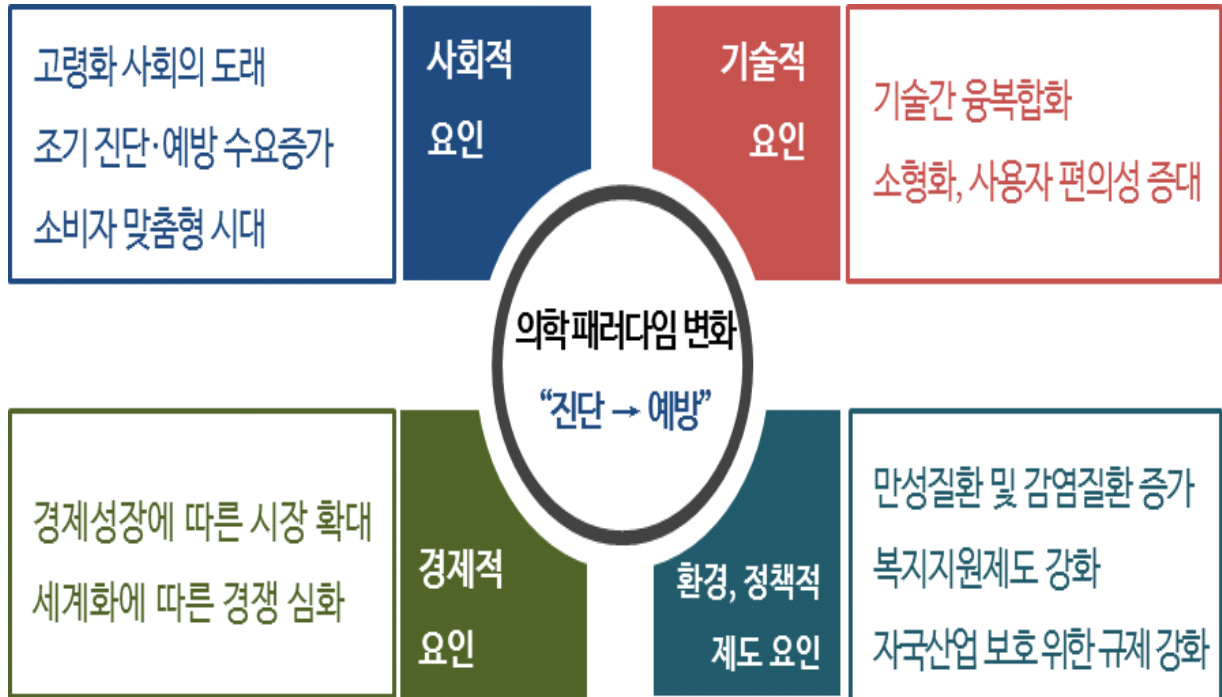 고령화 사회의 도래
조기 진단·예방 수요증가
소비자 맞춤형 시대
사회적
요인
기술적
요인
기술간 융복합화
소형화, 사용자 편의성 증대
의학 패러다임 변화
“진단 → 예방”
경제성장에 따른 시장 확대
세계화에 따른 경쟁 심화
경제적
요인
환경, 정책적
제도 요인
만성질환 및 감염질환 증가
복지지원제도 강화
자국산업 보호 위한 규제 강화